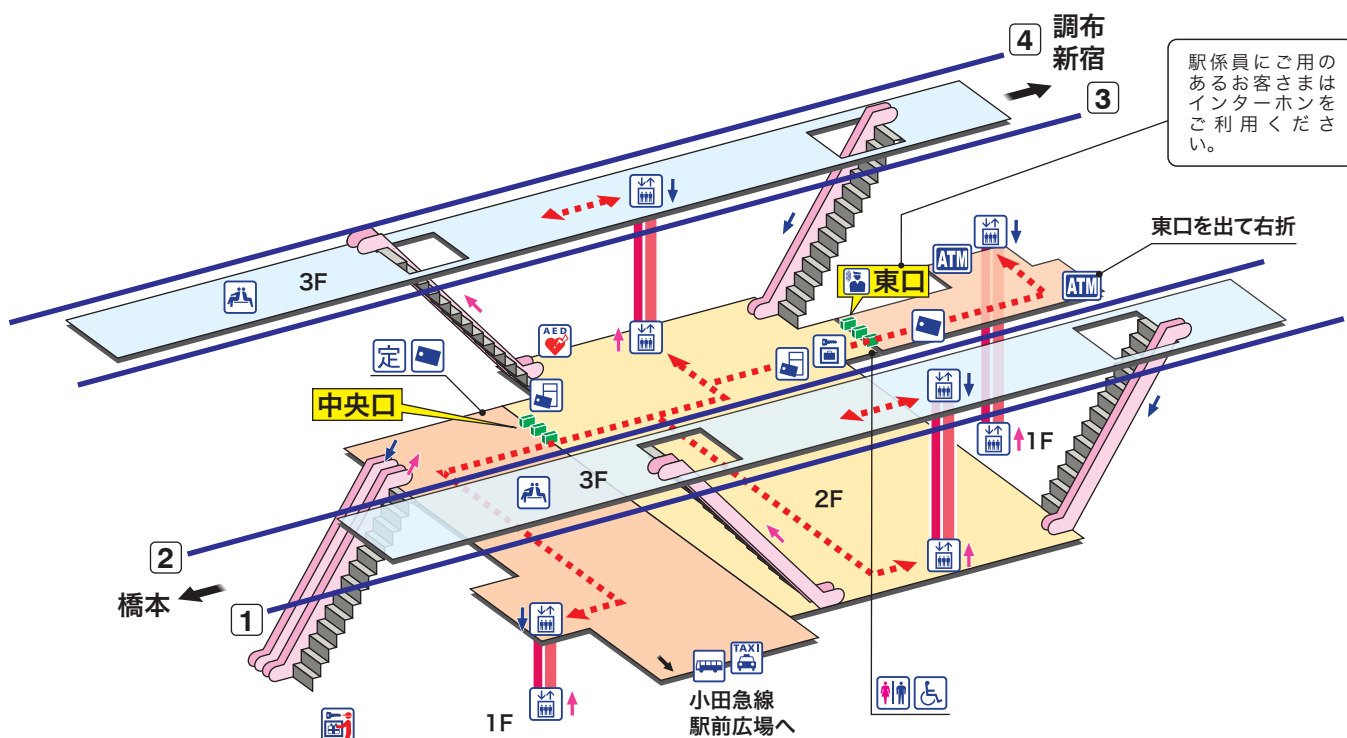 4
調布
新宿
3
駅係員にご用の
あるお客さまは
インターホンを
ご利用くださ
い。
東口を出て右折
ATM
東口
ATM
3F
AED
定
中央口
1F
3F
2F
2
橋本
1
TAXI
小田急線
駅前広場へ
1F